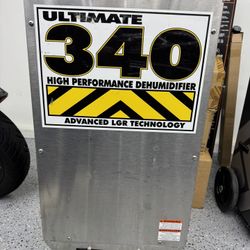 ULTIMATE
340
HIGH PERFORMANCE DEHUMIDIFIER
ADVANCED LGR TECHNOLOGY